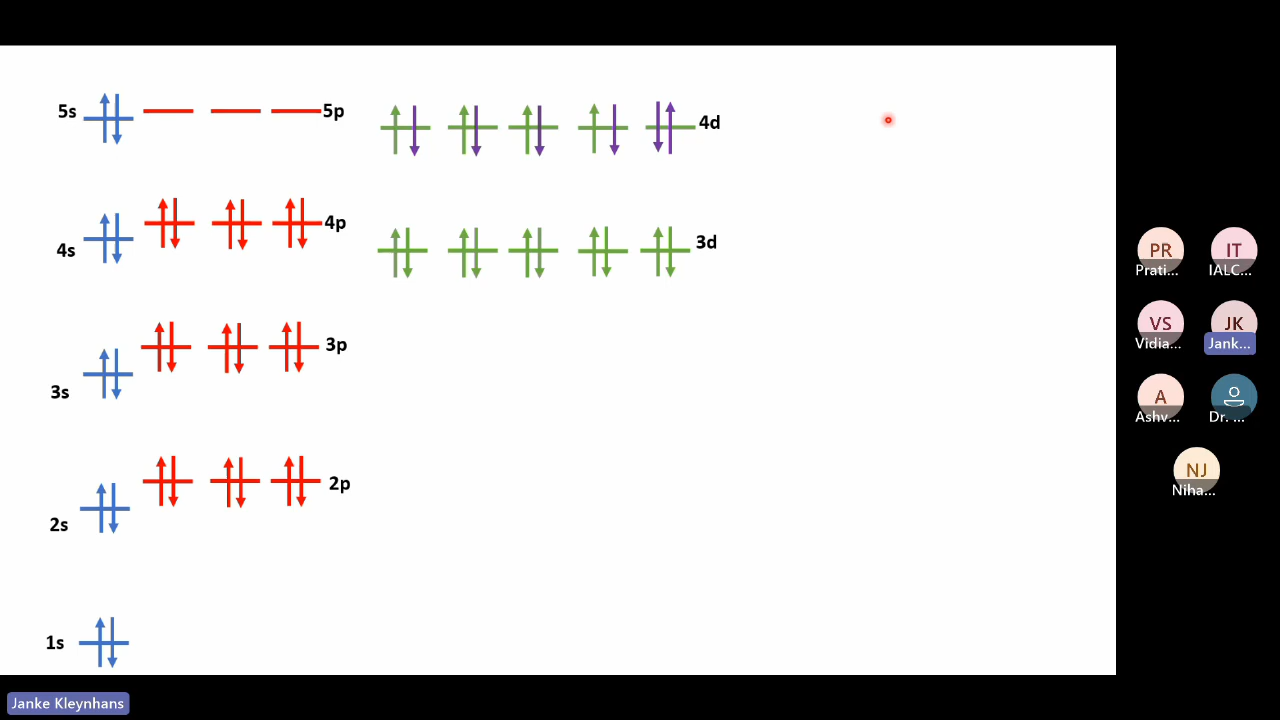 5s
5p
4d
4s
4p
3d
3s
3p
2s
2p
1s
PR
IT
Prati...
IALC...
VS
JK
Vidia...
Jank...
A
Ashv...
Dr. ...
NJ
Niha...
Janke Kleynhans